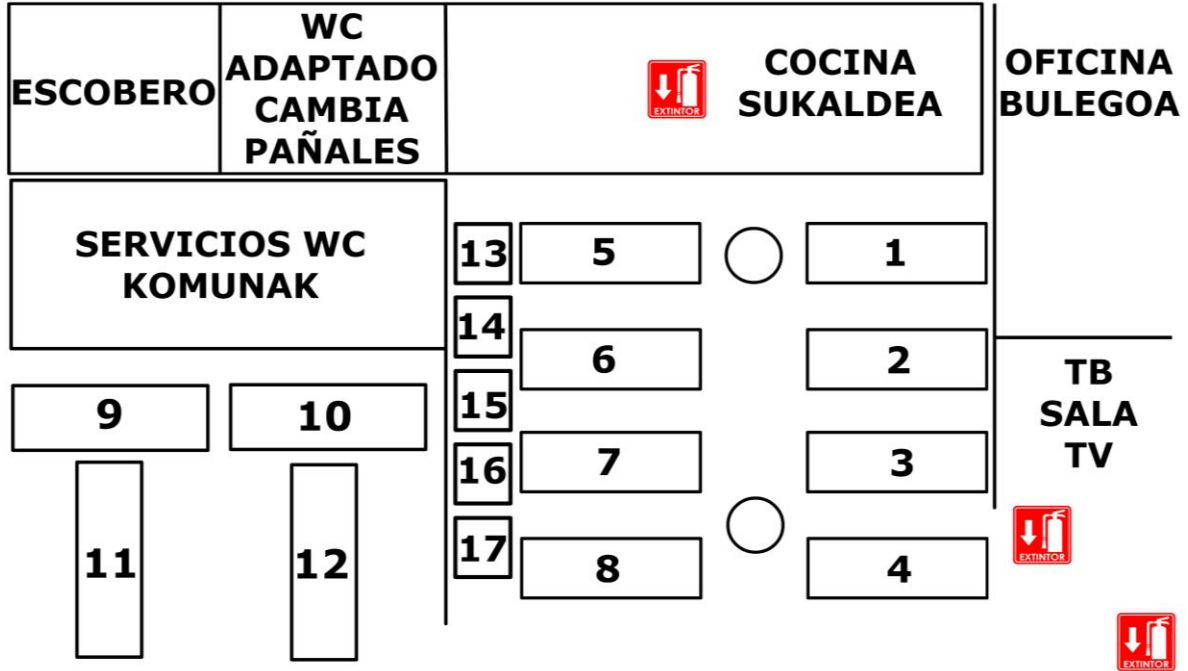 ESCOBERO
WC
ADAPTADO
CAMBIA
PAÑALES
EXTINTOR
COCINA
SUKALDEA
OFICINA
BULEGOA
SERVICIOS WC
KOMUNAK
13
5
1
14
6
2
TB
SALA
TV
9
10
15
16
7
3
11
12
17
8
4
EXTINTOR
EXTINTOR